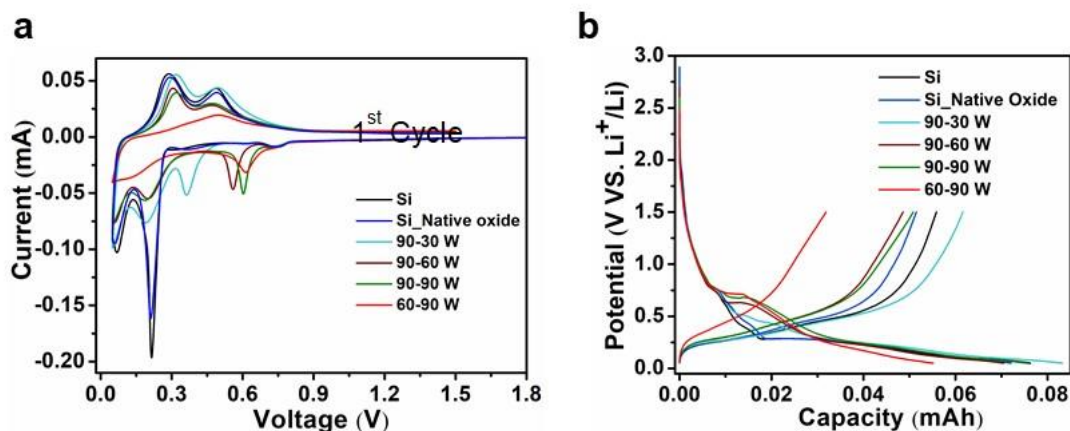 a
0.05
0.00
-0.05
-0.10
-0.15
-0.20
Current (mA)
1st Cycle
Si
Si_Native oxide
90-30 W
90-60 W
90-90 W
60-90 W
0.0 0.3 0.6 0.9 1.2 1.5 1.8
Voltage (V)
b
3.0
2.5
2.0
1.5
1.0
0.5
0.0
Potential (V VS. Li+/Li)
Si
Si_Native Oxide
90-30 W
90-60 W
90-90 W
60-90 W
0.00 0.02 0.04 0.06 0.08
Capacity (mAh)